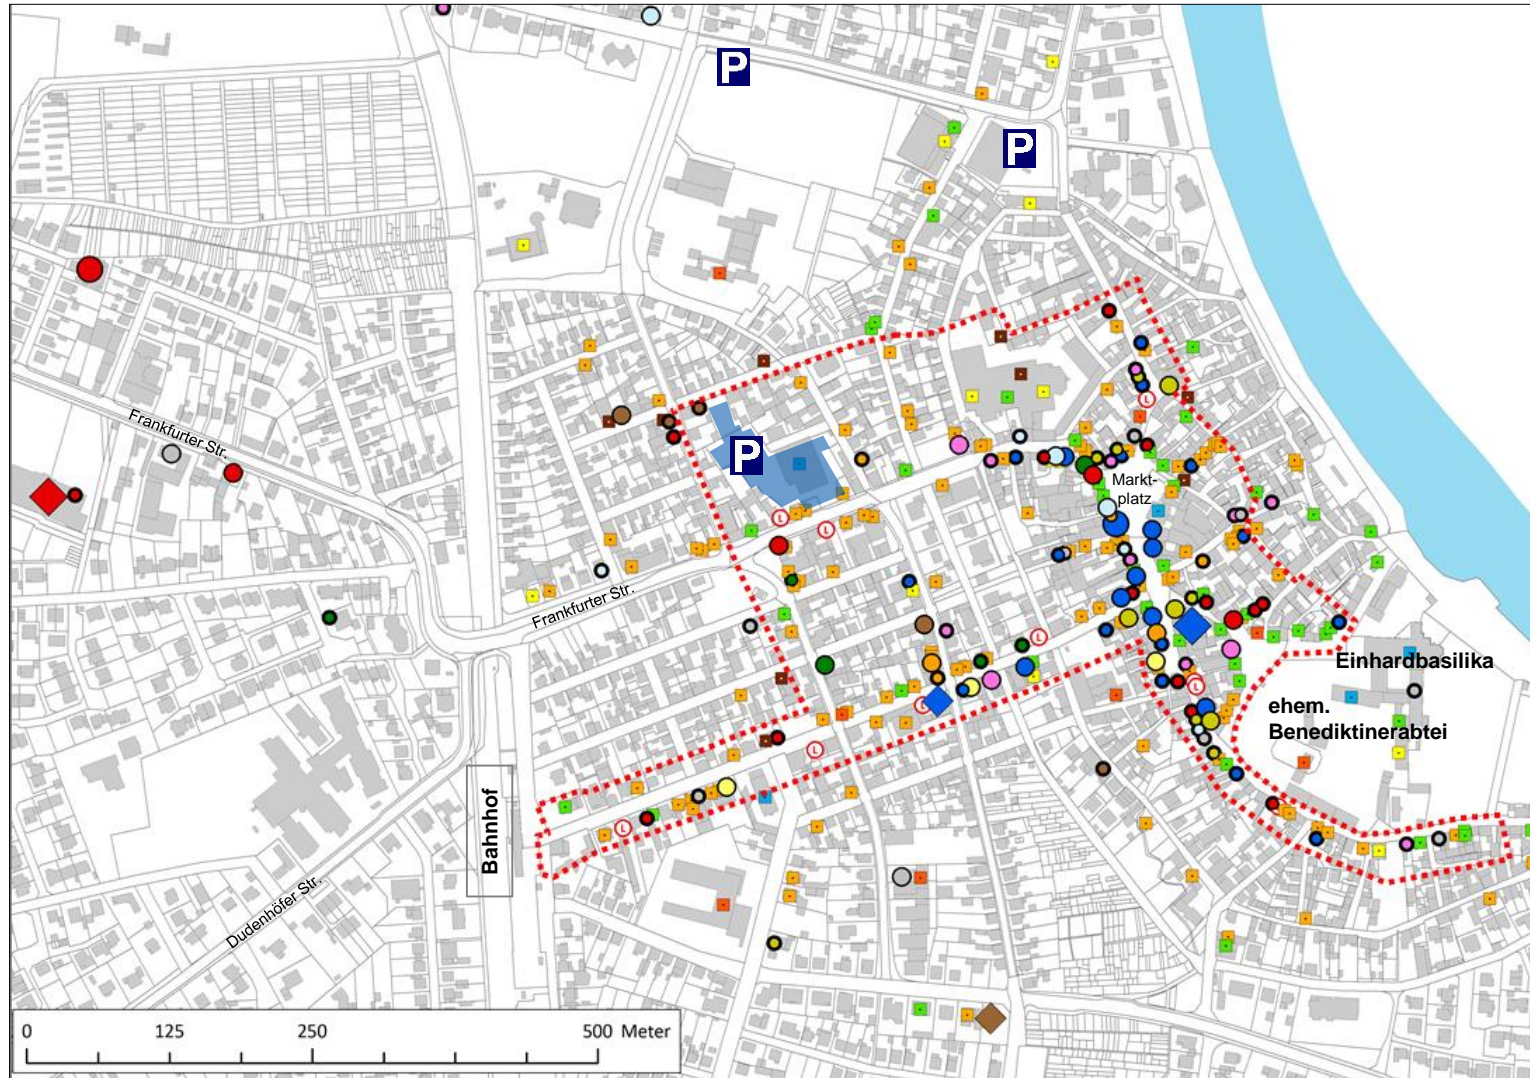 P
P
Frankfurter Str.
P
Markt-
platz
Frankfurter Str.
Einhardbasilika
ehem.
Benediktinerabtei
Bahnhof
Dudenhöfer Str.
L
L
L
L
L
L
L
L
0 125 250 500 Meter